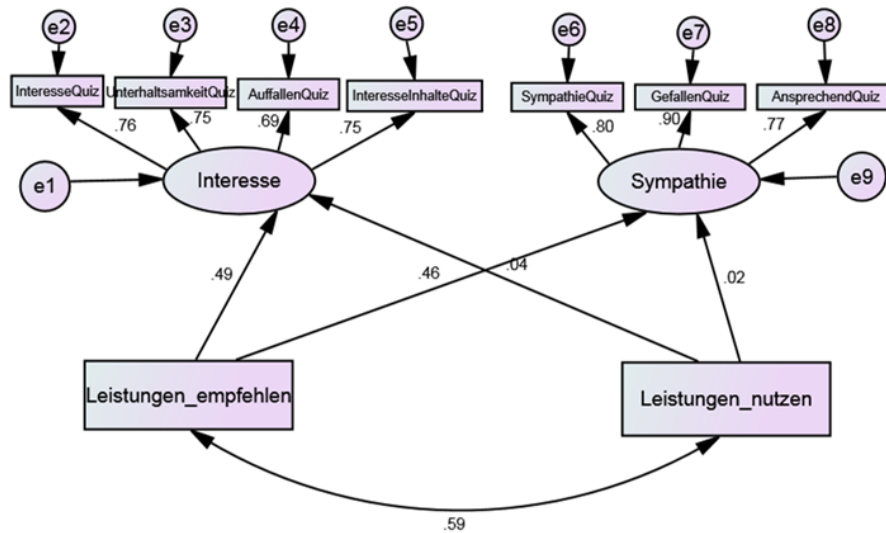 e2
e3
e4
e5
e6
e7
e8
InteresseQuiz
UnterhaltsamkeitQuiz
AuffallenQuiz
InteresseInhalteQuiz
SympathieQuiz
GefallenQuiz
AnsprechendQuiz
.76
.75
.69
.75
.80
.90
.77
e1
Interesse
Sympathie
e9
.49
.46
.04
.02
Leistungen_empfehlen
Leistungen_nutzen
.59